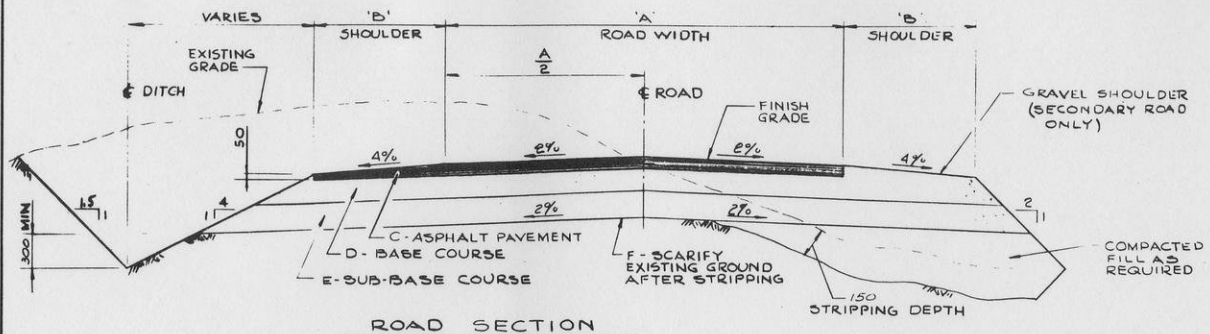 VARIES
'B'
SHOULDER
'A'
ROAD WIDTH
'B'
SHOULDER
EXISTING
GRADE
A
2
℄ DITCH
℄ ROAD
FINISH
GRADE
GRAVEL SHOULDER
(SECONDARY ROAD
ONLY)
50
4%
2%
2%
4%
1.5
1
1
4
2
1
300 MIN
2%
2%
C-ASPHALT PAVEMENT
D-BASE COURSE
E-SUB-BASE COURSE
F-SCARIFY
EXISTING GROUND
AFTER STRIPPING
COMPACTED
FILL AS
REQUIRED
150
STRIPPING DEPTH
ROAD SECTION